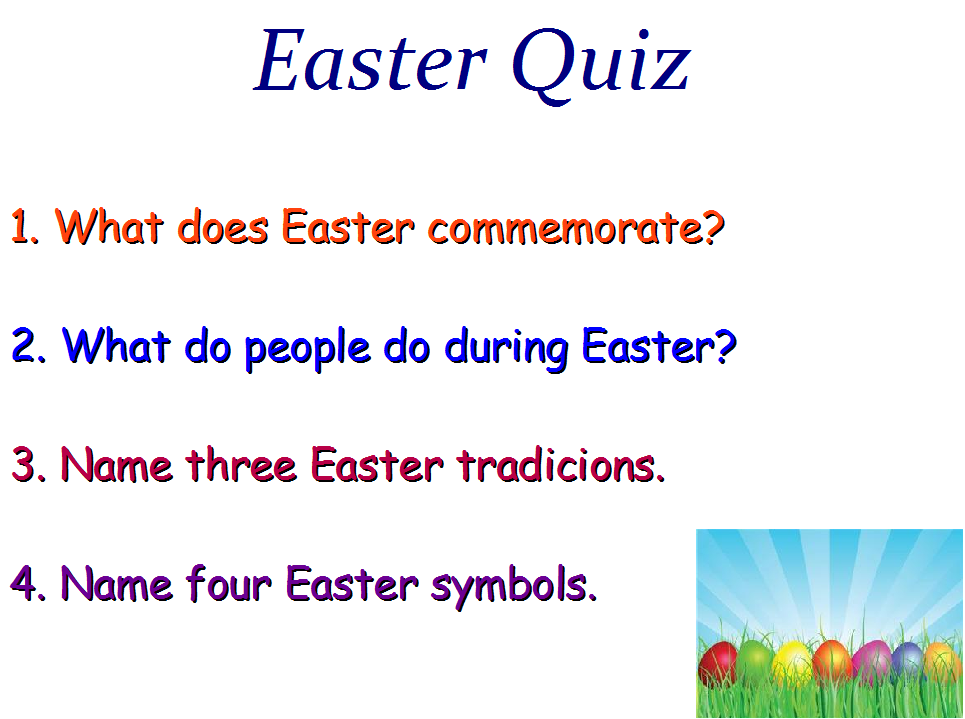 Easter Quiz
1. What does Easter commemorate?
2. What do people do during Easter?
3. Name three Easter tradicions.
4. Name four Easter symbols.